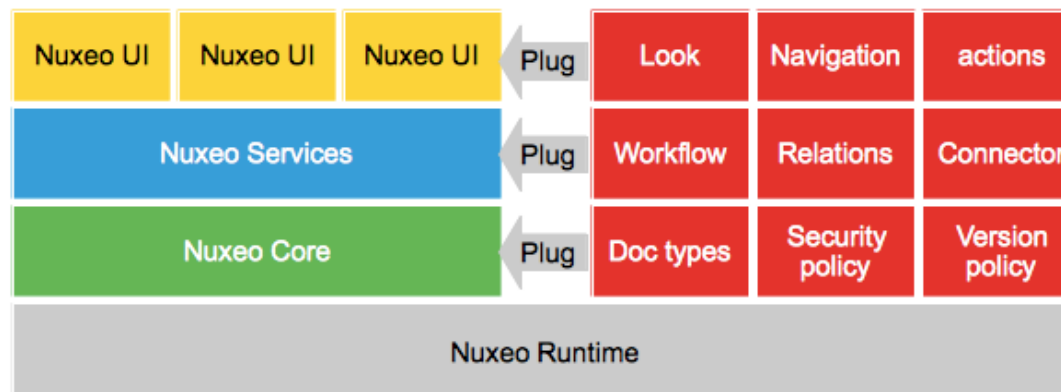 Nuxeo UI Nuxeo UI Nuxeo UI Plug Look Navigation actions
Nuxeo Services Plug Workflow Relations Connector
Nuxeo Core Plug Doc types Security policy Version policy
Nuxeo Runtime